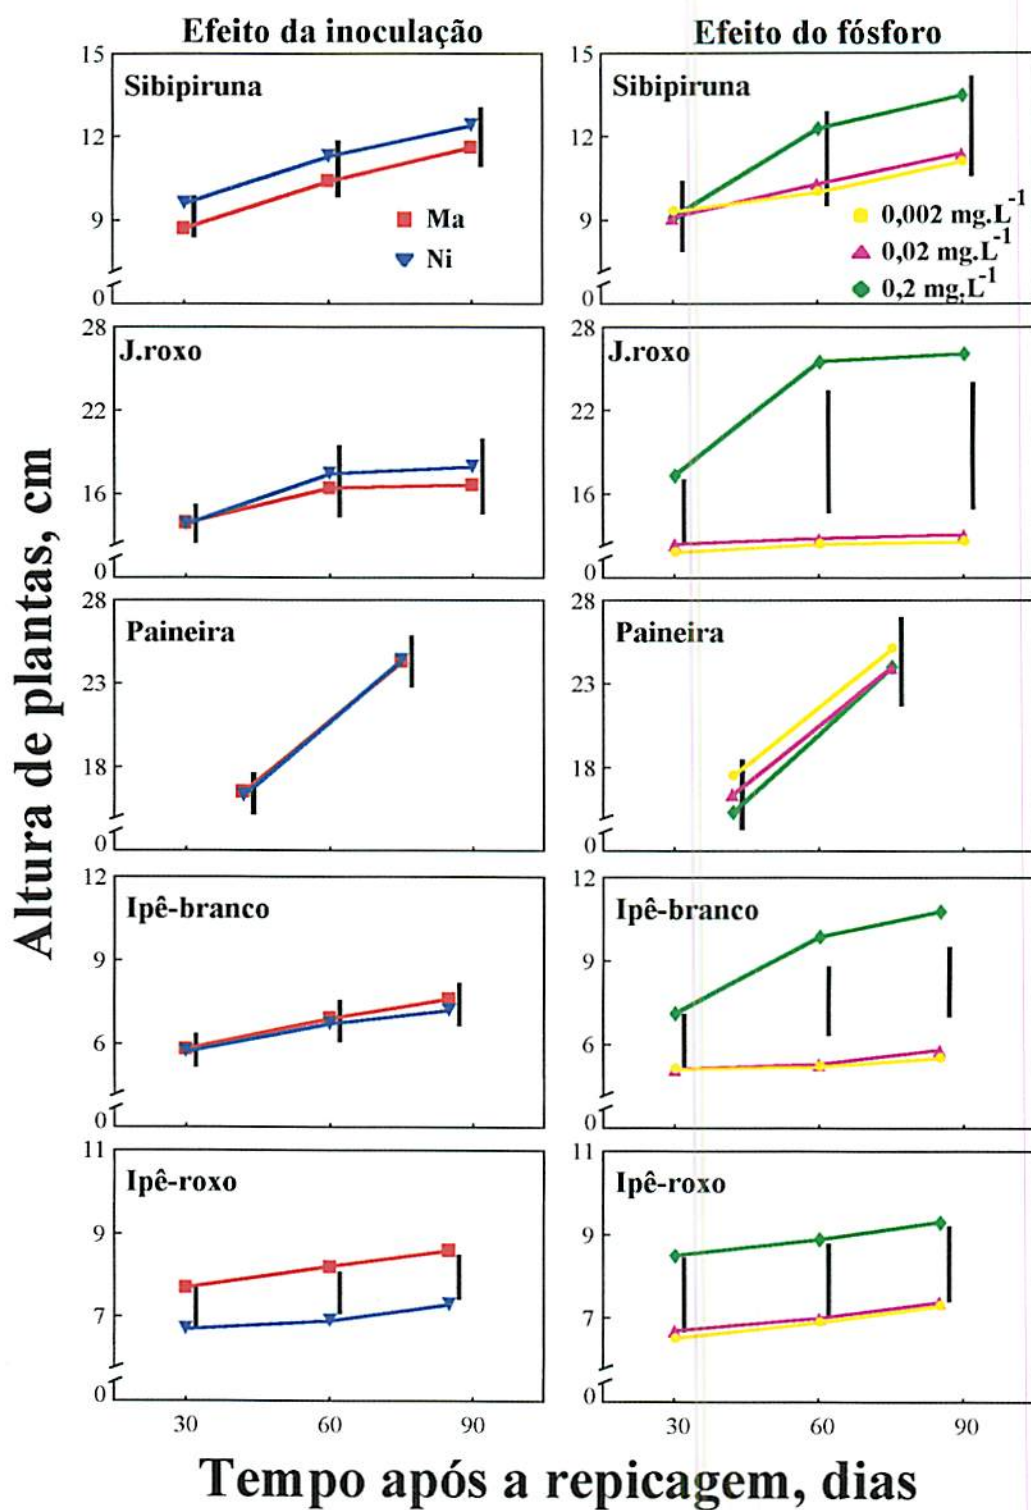 Efeito da inoculação
Efeito do fósforo
Altura de plantas, cm
15
Sibipiruna
12
9
0
Ma
Ni
15
Sibipiruna
12
9
0
0,002 mg.L-1
0,02 mg.L-1
0,2 mg.L-1
28
J.roxo
22
16
0
28
J.roxo
22
16
0
28
Paineira
23
18
0
28
Paineira
23
18
0
12
Ipê-branco
9
6
0
12
Ipê-branco
9
6
0
11
Ipê-roxo
9
7
0
30 60 90
11
Ipê-roxo
9
7
0
30 60 90
Tempo após a repicagem, dias